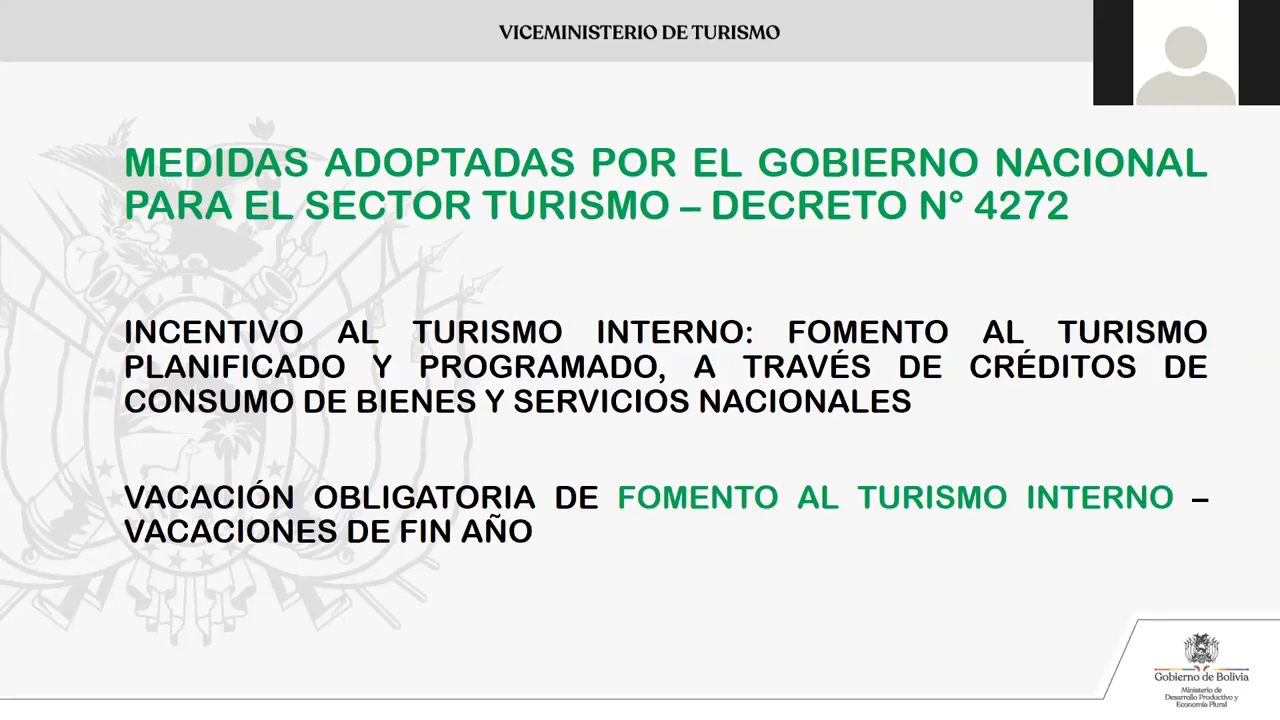 VICEMINISTERIO DE TURISMO
MEDIDAS ADOPTADAS POR EL GOBIERNO NACIONAL
PARA EL SECTOR TURISMO – DECRETO N° 4272
INCENTIVO AL TURISMO INTERNO: FOMENTO AL TURISMO
PLANIFICADO Y PROGRAMADO, A TRAVÉS DE CRÉDITOS DE
CONSUMO DE BIENES Y SERVICIOS NACIONALES
VACACIÓN OBLIGATORIA DE FOMENTO AL TURISMO INTERNO –
VACACIONES DE FIN AÑO
Gobierno de Bolivia
Ministerio de
Desarrollo Productivo y
Economía Plural